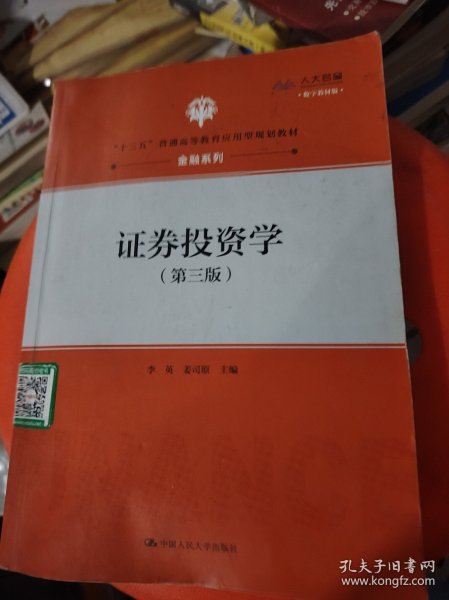 人大芸窗
·数字教材版·
“十三五”普通高等教育应用型规划教材
金融系列
证券投资学
(第三版)
李 英 姜司原 主编
FINANCE
中国人民大学出版社
孔夫子旧书网
www.kongfz.com